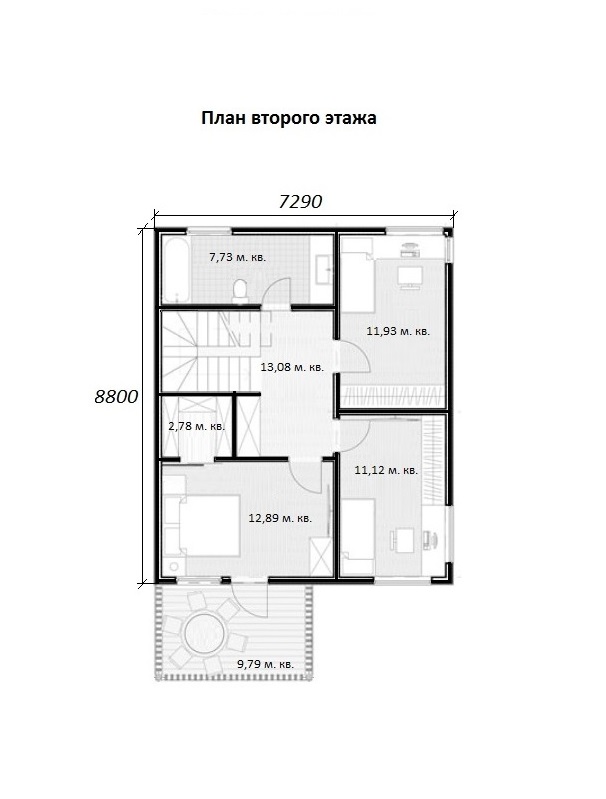 План второго этажа
7290
7,73 м. кв.
11,93 м. кв.
13,08 м. кв.
8800
2,78 м. кв.
11,12 м. кв.
12,89 м. кв.
9,79 м. кв.